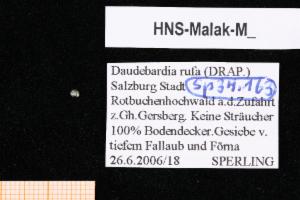 HNS-Malak-M_
Daudebardia rufa (DRAP.)
Salzburg Stadt Sp34.163
Rotbuchenhochwald a.d.Zufahrt
z.Gh.Gersberg. Keine Sträucher
100% Bodendecker.Gesiebe v.
tiefem Fallaub und Förna
26.6.2006/18 SPERLING